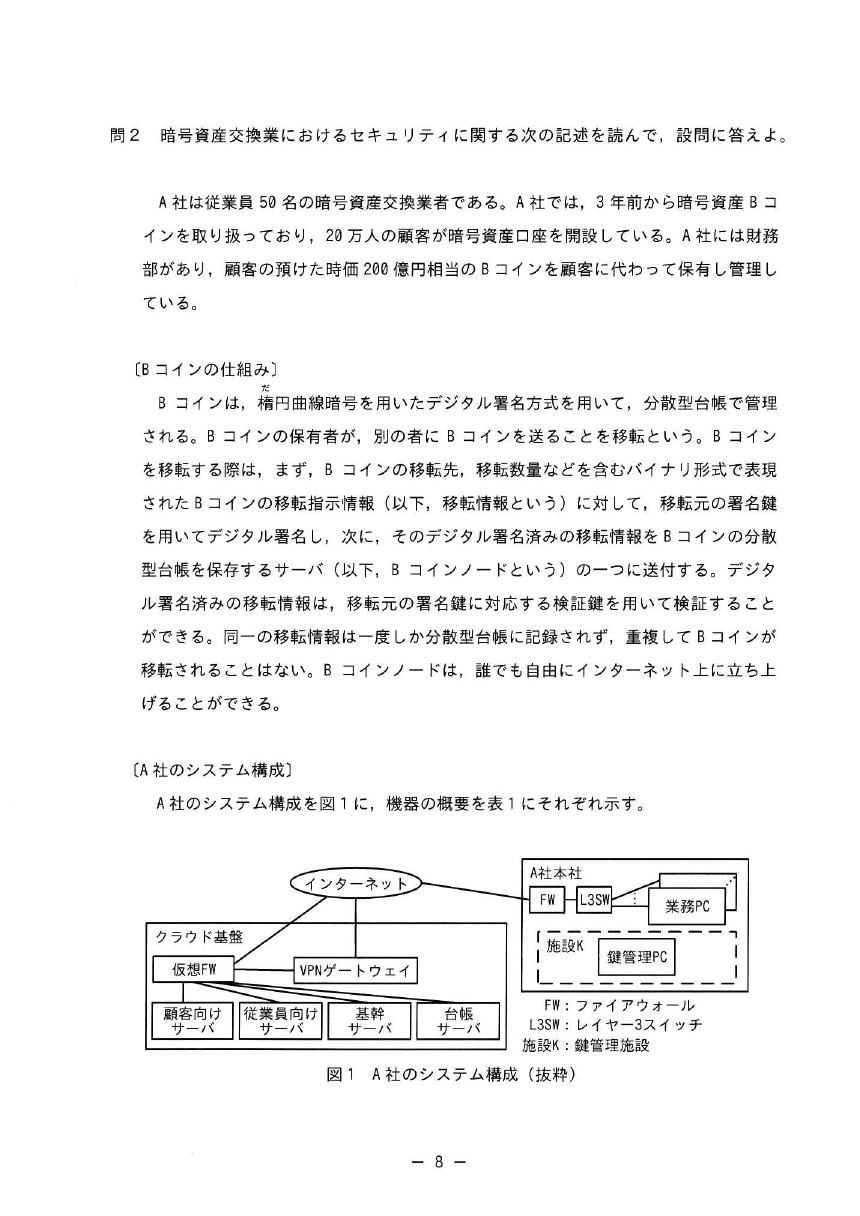 問2 暗号資産交換業におけるセキュリティに関する次の記述を読んで，設問に答えよ。
A社は従業員50名の暗号資産交換業者である。A社では，3年前から暗号資産Bコ
インを取り扱っており，20万人の顧客が暗号資産口座を開設している。A社には財務
部があり，顧客の預けた時価200億円相当のBコインを顧客に代わって保有し管理し
ている。
〔Bコインの仕組み〕
だ
Bコインは，楕円曲線暗号を用いたデジタル署名方式を用いて，分散型台帳で管理
される。Bコインの保有者が，別の者にBコインを送ることを移転という。Bコイン
を移転する際は，まず，Bコインの移転先，移転数量などを含むバイナリ形式で表現
されたBコインの移転指示情報（以下，移転情報という）に対して，移転元の署名鍵
を用いてデジタル署名し，次に，そのデジタル署名済みの移転情報をBコインの分散
型台帳を保存するサーバ（以下，Bコインノードという）の一つに送付する。デジタ
ル署名済みの移転情報は，移転元の署名鍵に対応する検証鍵を用いて検証すること
ができる。同一の移転情報は一度しか分散型台帳に記録されず，重複してBコインが
移転されることはない。Bコインノードは，誰でも自由にインターネット上に立ち上
げることができる。
〔A社のシステム構成〕
A社のシステム構成を図1に，機器の概要を表1にそれぞれ示す。
インターネット
A社本社
FW
L3SW
業務PC
施設K
鍵管理PC
クラウド基盤
仮想FW
VPNゲートウェイ
顧客向け
サーバ
従業員向け
サーバ
基幹
サーバ
台帳
サーバ
FW：ファイアウォール
L3SW：レイヤー3スイッチ
施設K：鍵管理施設
図1 A社のシステム構成（抜粋）
－ 8 －